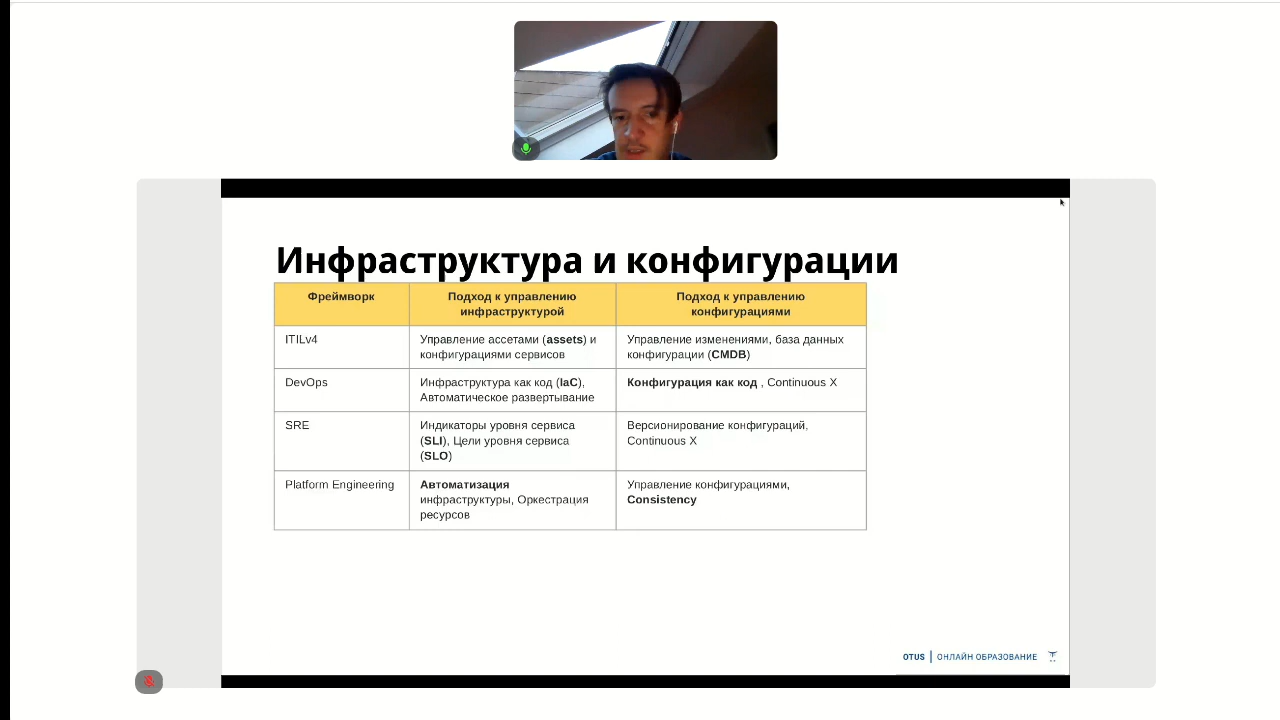 Инфраструктура и конфигурации
Фреймворк
Подход к управлению
инфраструктурой
Подход к управлению
конфигурациями
ITILv4
Управление ассетами (assets) и
конфигурациями сервисов
Управление изменениями, база данных
конфигурации (CMDB)
DevOps
Инфраструктура как код (IaC),
Автоматическое развертывание
Конфигурация как код , Continuous X
SRE
Индикаторы уровня сервиса
(SLI), Цели уровня сервиса
(SLO)
Версионирование конфигураций,
Continuous X
Platform Engineering
Автоматизация
инфраструктуры, Оркестрация
ресурсов
Управление конфигурациями,
Consistency
OTUS | ОНЛАЙН ОБРАЗОВАНИЕ